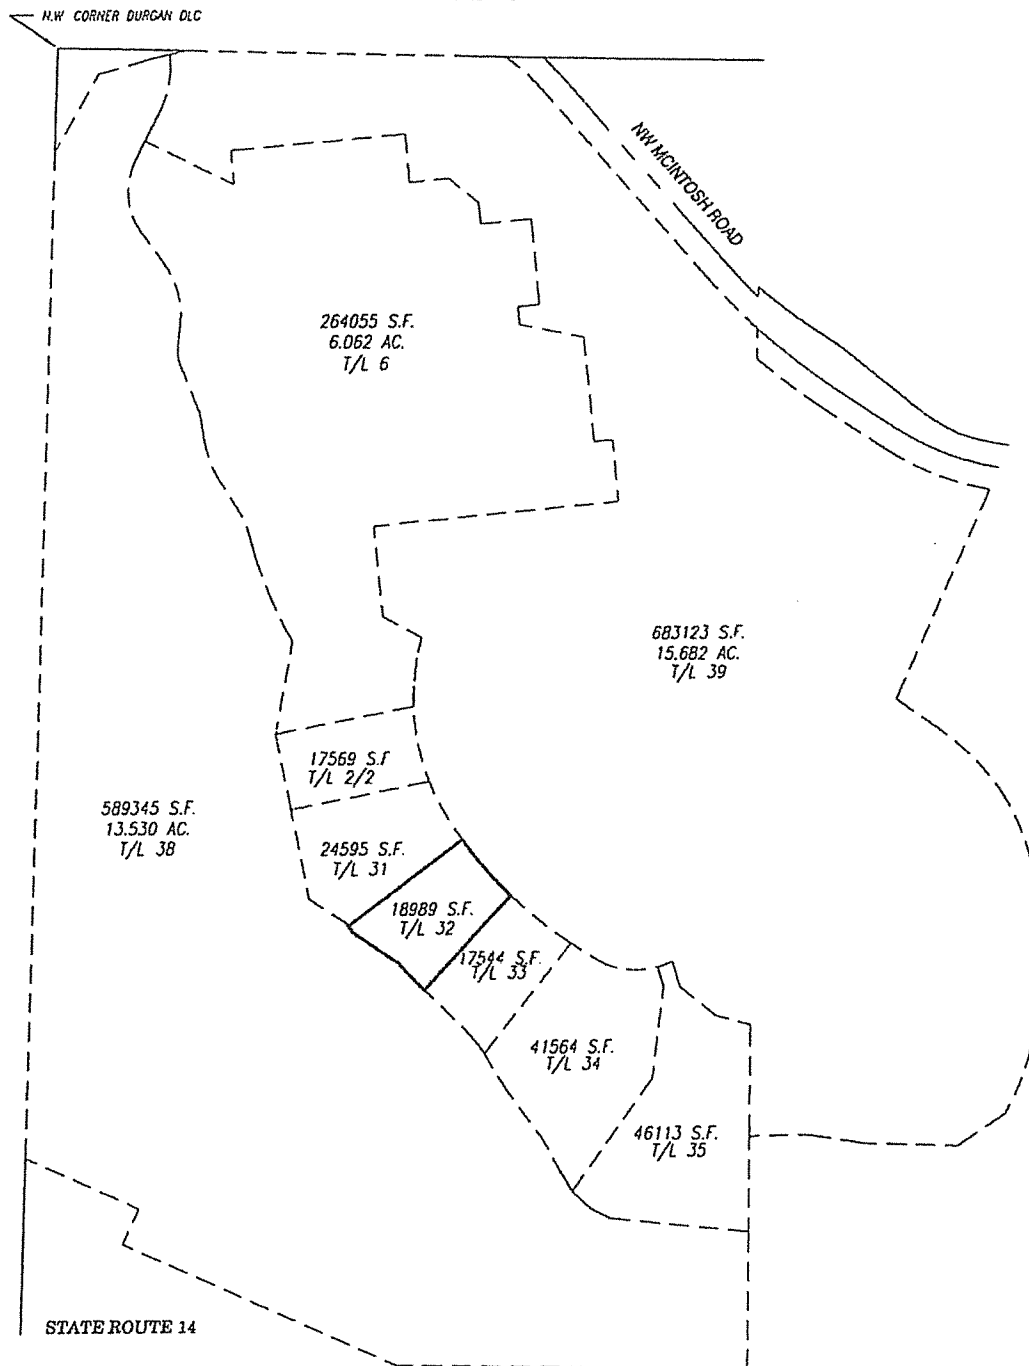 N.W CORNER DURGAN DLC
NW MCINTOSH ROAD
264055 S.F.
6.062 AC.
T/L 6
683123 S.F.
15.682 AC.
T/L 39
17569 S.F
T/L 2/2
589345 S.F.
13.530 AC.
T/L 38
24595 S.F.
T/L 31
18989 S.F.
T/L 32
17544 S.F.
T/L 33
41564 S.F.
T/L 34
46113 S.F.
T/L 35
STATE ROUTE 14